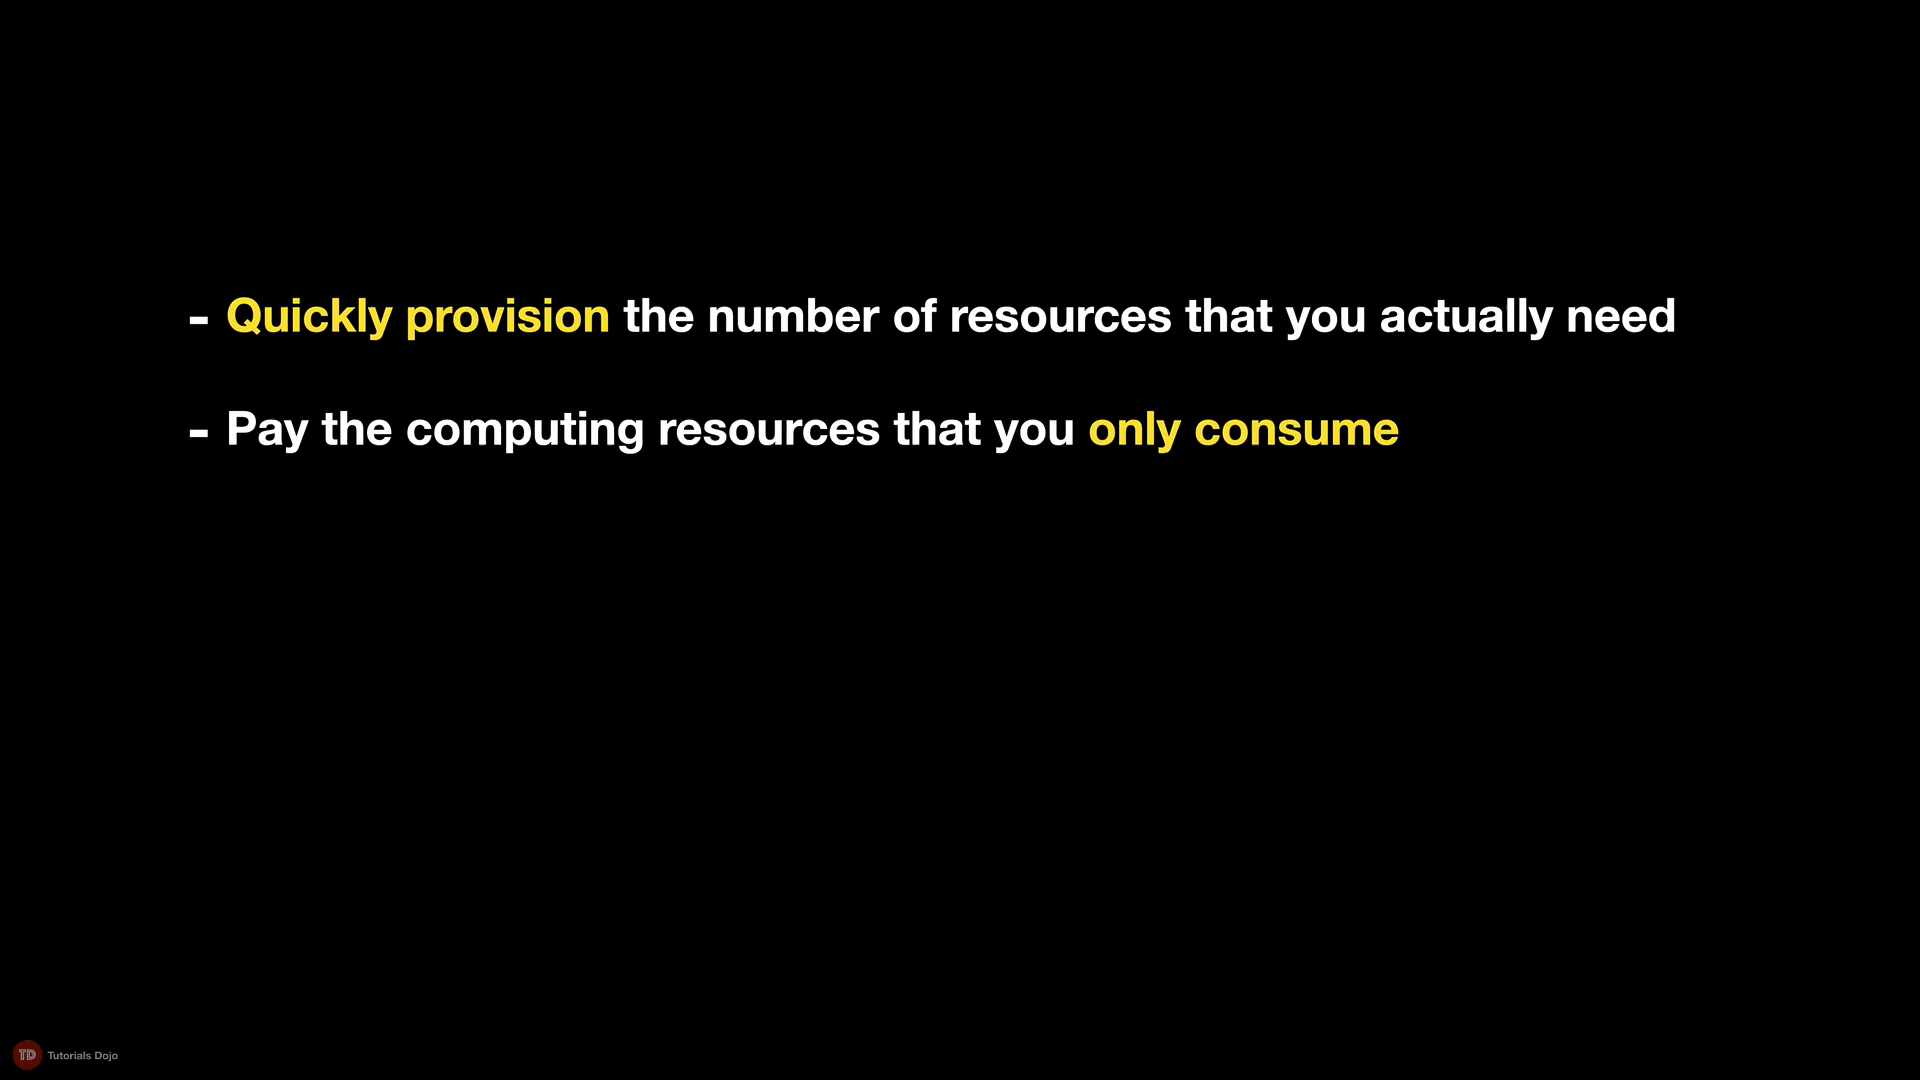 - Quickly provision the number of resources that you actually need
- Pay the computing resources that you only consume
TD Tutorials Dojo